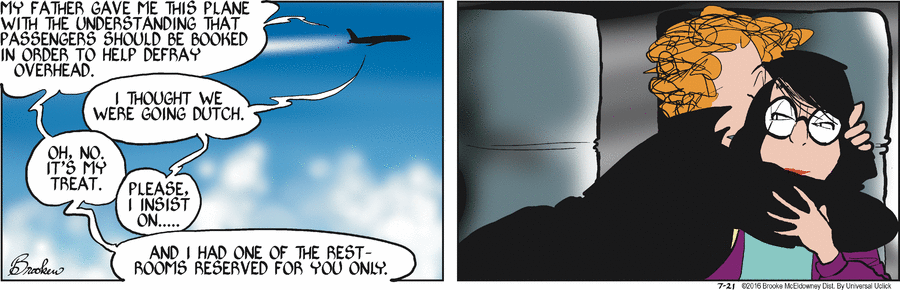 MY FATHER GAVE ME THIS PLANE
WITH THE UNDERSTANDING THAT
PASSENGERS SHOULD BE BOOKED
IN ORDER TO HELP DEFRAY
OVERHEAD.
I THOUGHT WE
WERE GOING DUTCH.
OH, NO,
IT'S MY
TREAT.
PLEASE,
I INSIST
ON.....
AND I HAD ONE OF THE REST-
ROOMS RESERVED FOR YOU ONLY.
Brooke
7-21 ©2016 Brooke McEldowney Dist. By Universal Uclick